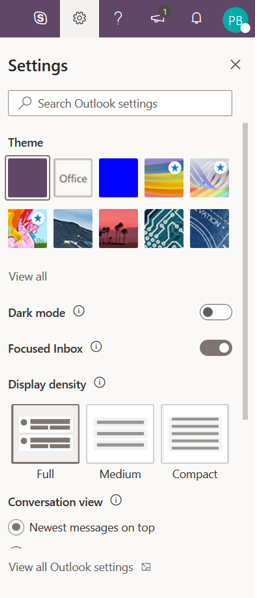 1
PB
Settings
Search Outlook settings
Theme
Office
View all
Dark mode
Focused Inbox
Display density
Full Medium Compact
Conversation view
Newest messages on top
View all Outlook settings